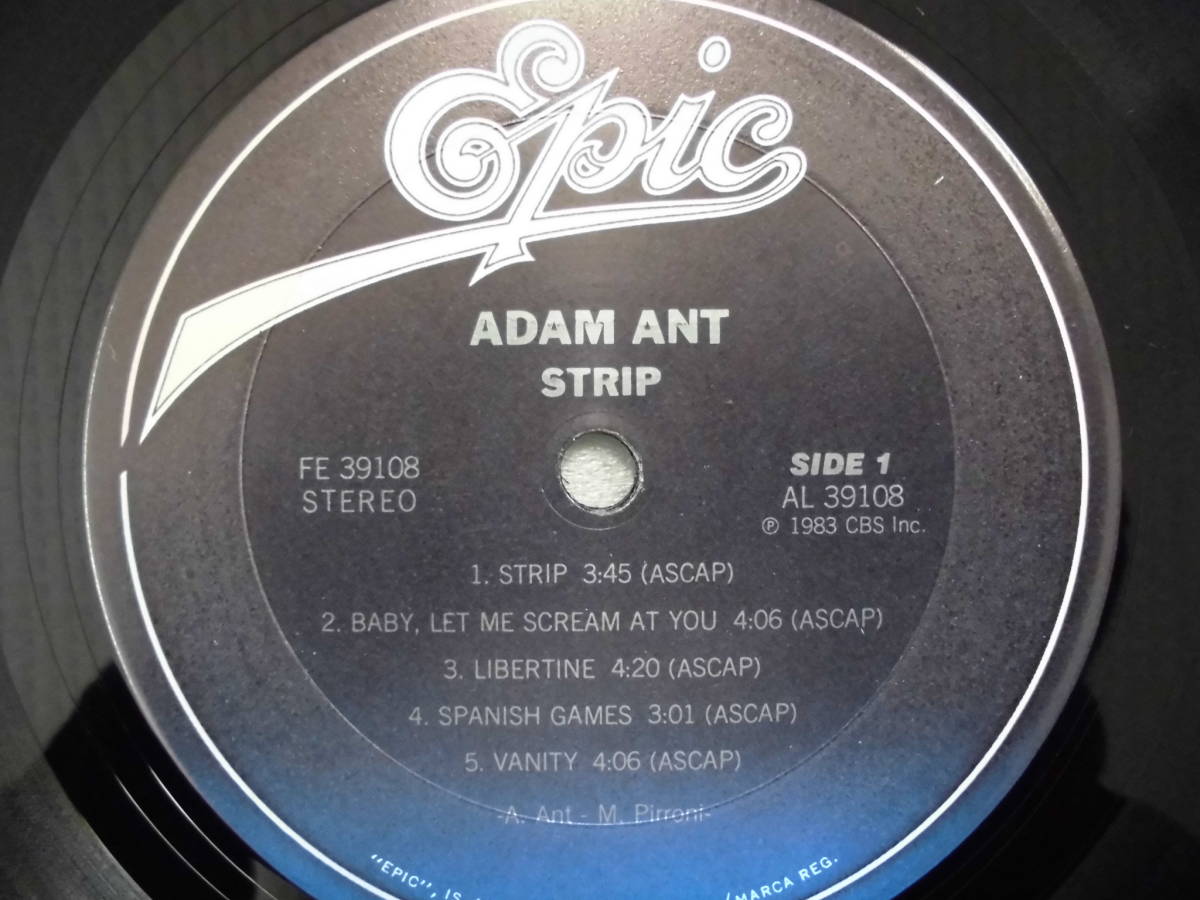 Epic
ADAM ANT
STRIP
FE 39108
STEREO
SIDE 1
AL 39108
℗ 1983 CBS Inc.
1. STRIP 3:45 (ASCAP)
2. BABY, LET ME SCREAM AT YOU 4:06 (ASCAP)
3. LIBERTINE 4:20 (ASCAP)
4. SPANISH GAMES 3:01 (ASCAP)
5. VANITY 4:06 (ASCAP)
-A. Ant - M. Pirroni-
"EPIC", IS
MARCA REG.